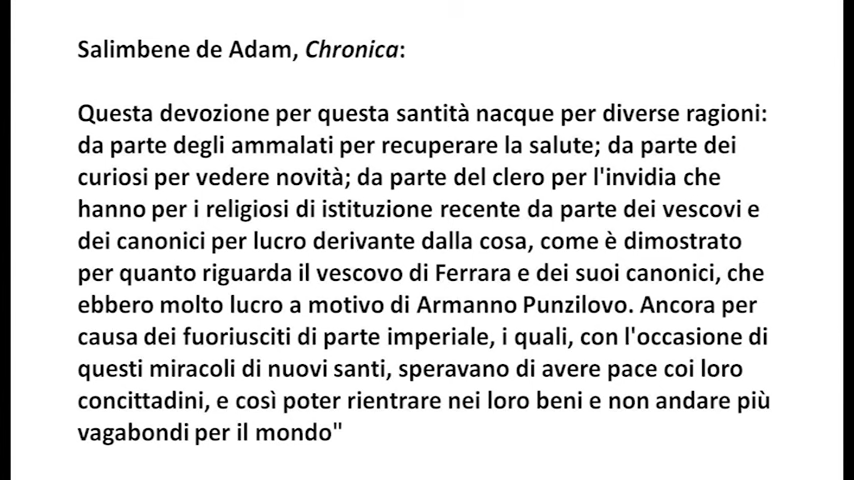 Salimbene de Adam, Chronica:
Questa devozione per questa santità nacque per diverse ragioni:
da parte degli ammalati per recuperare la salute; da parte dei
curiosi per vedere novità; da parte del clero per l'invidia che
hanno per i religiosi di istituzione recente da parte dei vescovi e
dei canonici per lucro derivante dalla cosa, come è dimostrato
per quanto riguarda il vescovo di Ferrara e dei suoi canonici, che
ebbero molto lucro a motivo di Armanno Punzilovo. Ancora per
causa dei fuoriusciti di parte imperiale, i quali, con l'occasione di
questi miracoli di nuovi santi, speravano di avere pace coi loro
concittadini, e così poter rientrare nei loro beni e non andare più
vagabondi per il mondo"